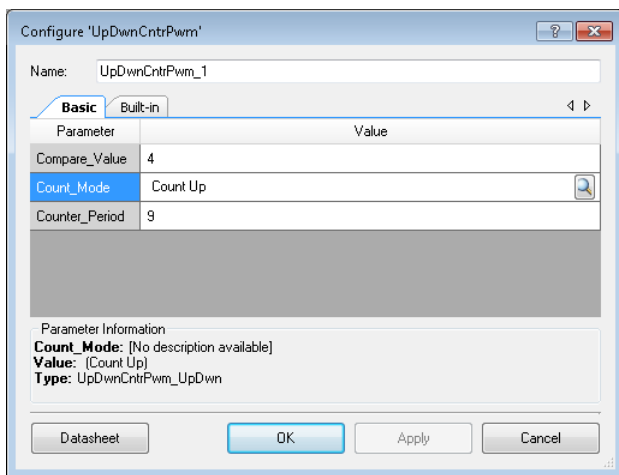 Configure 'UpDwnCntrPwm'
Name: UpDwnCntrPwm_1
Basic Built-in
Parameter Value
Compare_Value 4
Count_Mode Count Up
Counter_Period 9
Parameter Information
Count_Mode: [No description available]
Value: (Count Up)
Type: UpDwnCntrPwm_UpDwn
Datasheet OK Apply Cancel